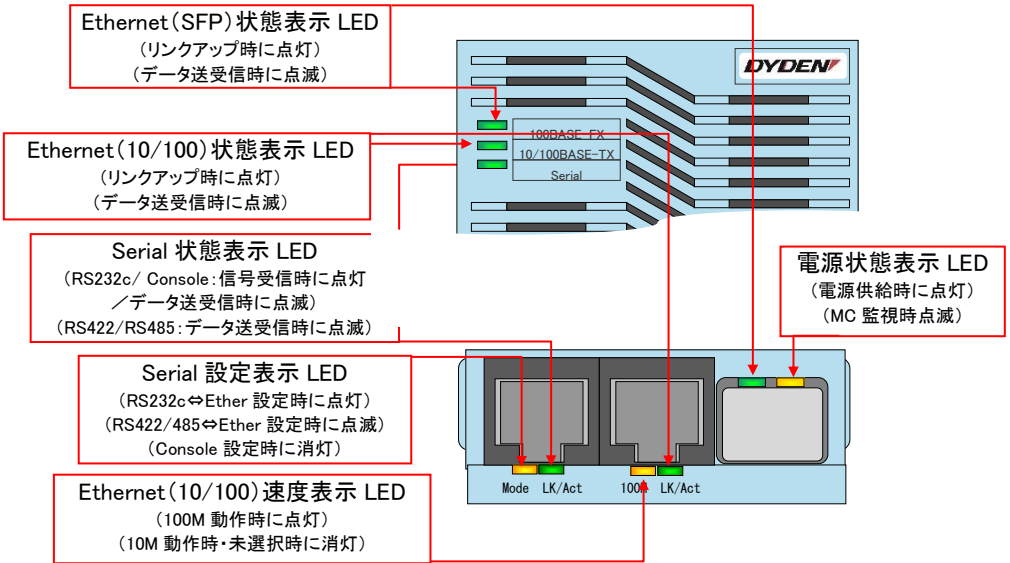 Ethernet(SFP)状態表示 LED
(リンクアップ時に点灯)
(データ送受信時に点滅)
DYDEN
100BASE-FX
10/100BASE-TX
Serial
Ethernet(10/100)状態表示 LED
(リンクアップ時に点灯)
(データ送受信時に点滅)
Serial 状態表示 LED
(RS232c/ Console:信号受信時に点灯
/データ送受信時に点滅)
(RS422/RS485:データ送受信時に点滅)
電源状態表示 LED
(電源供給時に点灯)
(MC 監視時点滅)
Serial 設定表示 LED
(RS232c⇔Ether 設定時に点灯)
(RS422/485⇔Ether 設定時に点滅)
(Console 設定時に消灯)
Mode LK/Act 100M LK/Act
Ethernet(10/100)速度表示 LED
(100M 動作時に点灯)
(10M 動作時・未選択時に消灯)